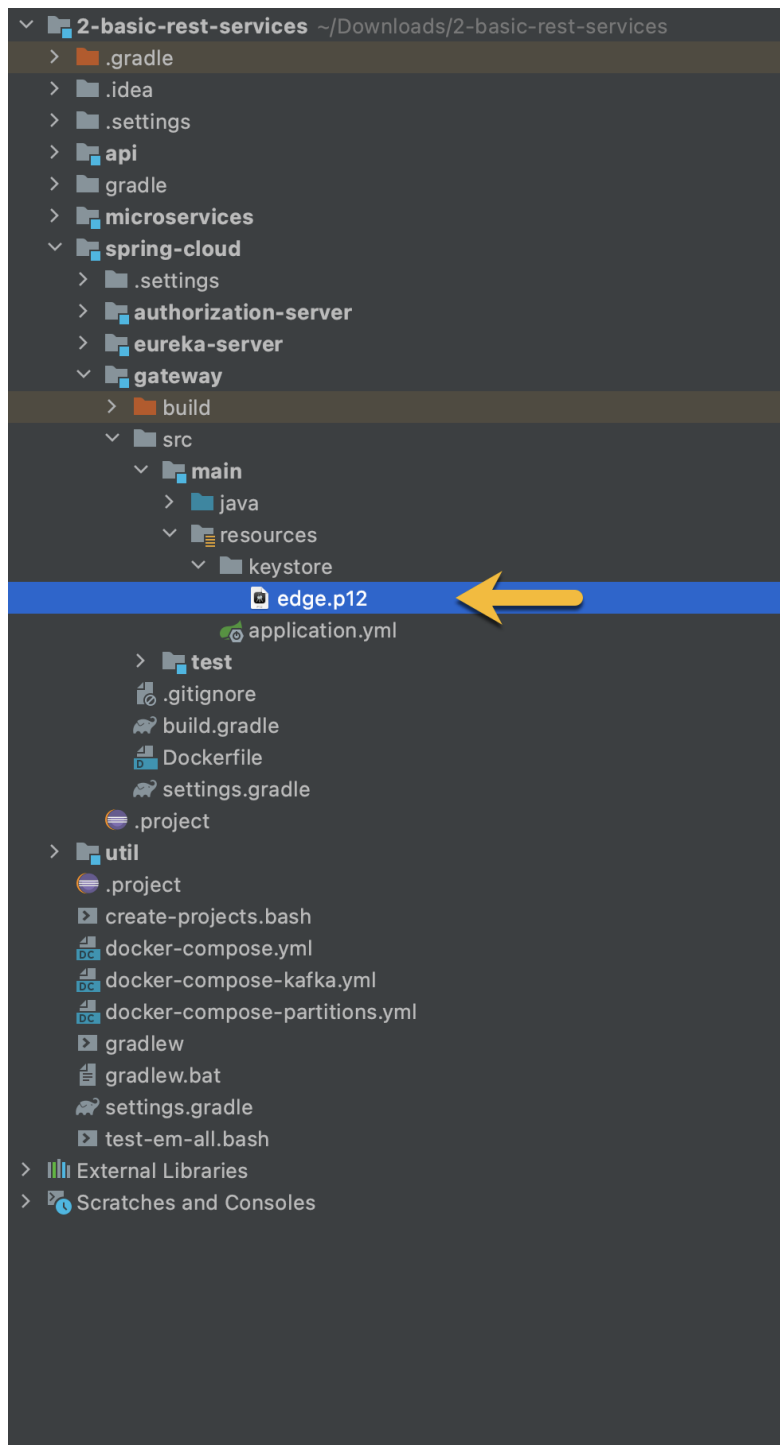 2-basic-rest-services ~/Downloads/2-basic-rest-services
.gradle
.idea
.settings
api
gradle
microservices
spring-cloud
.settings
authorization-server
eureka-server
gateway
build
src
main
java
resources
keystore
edge.p12
application.yml
test
.gitignore
build.gradle
D Dockerfile
settings.gradle
.project
util
.project
create-projects.bash
DC docker-compose.yml
DC docker-compose-kafka.yml
DC docker-compose-partitions.yml
gradlew
gradlew.bat
settings.gradle
test-em-all.bash
External Libraries
Scratches and Consoles